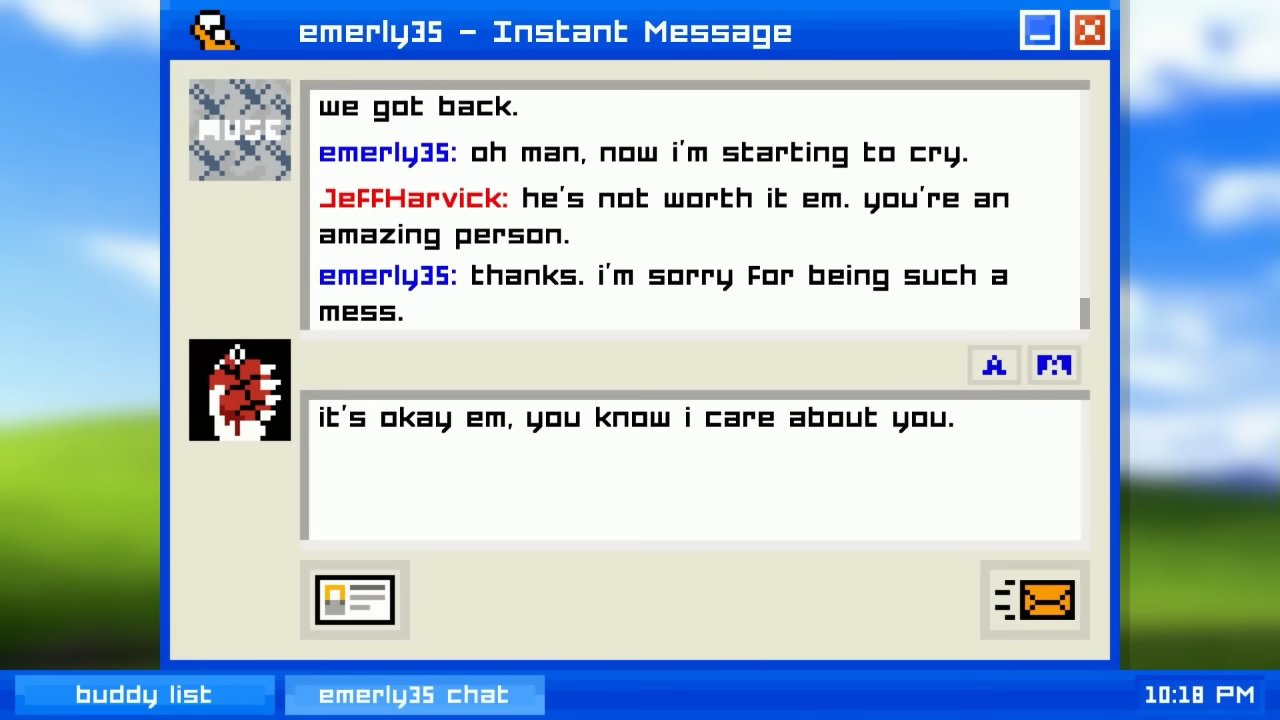 emerly35 - Instant Message
MUSE
we got back.
emerly35: oh man, now i'm starting to cry.
JeffHarvick: he's not worth it em. you're an
amazing person.
emerly35: thanks. i'm sorry for being such a
mess.
A
it's okay em, you know i care about you.
buddy list
emerly35 chat
10:18 PM